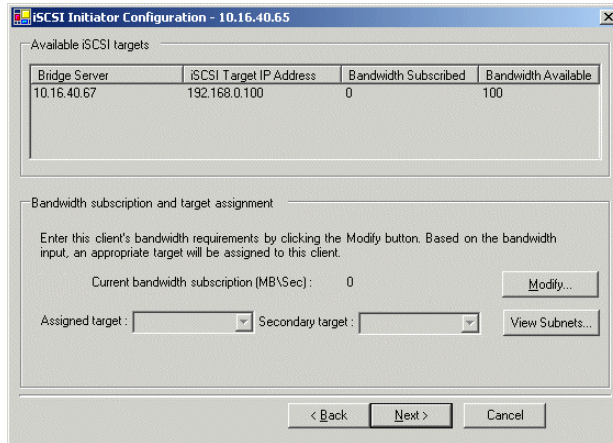 iSCSI Initiator Configuration - 10.16.40.65
Available iSCSI targets
Bridge Server iSCSI Target IP Address Bandwidth Subscribed Bandwidth Available
10.16.40.67 192.168.0.100 0 100
Bandwidth subscription and target assignment
Enter this client's bandwidth requirements by clicking the Modify button. Based on the bandwidth
input, an appropriate target will be assigned to this client.
Current bandwidth subscription (MB\Sec) : 0 Modify...
Assigned target : Secondary target : View Subnets...
< Back Next > Cancel